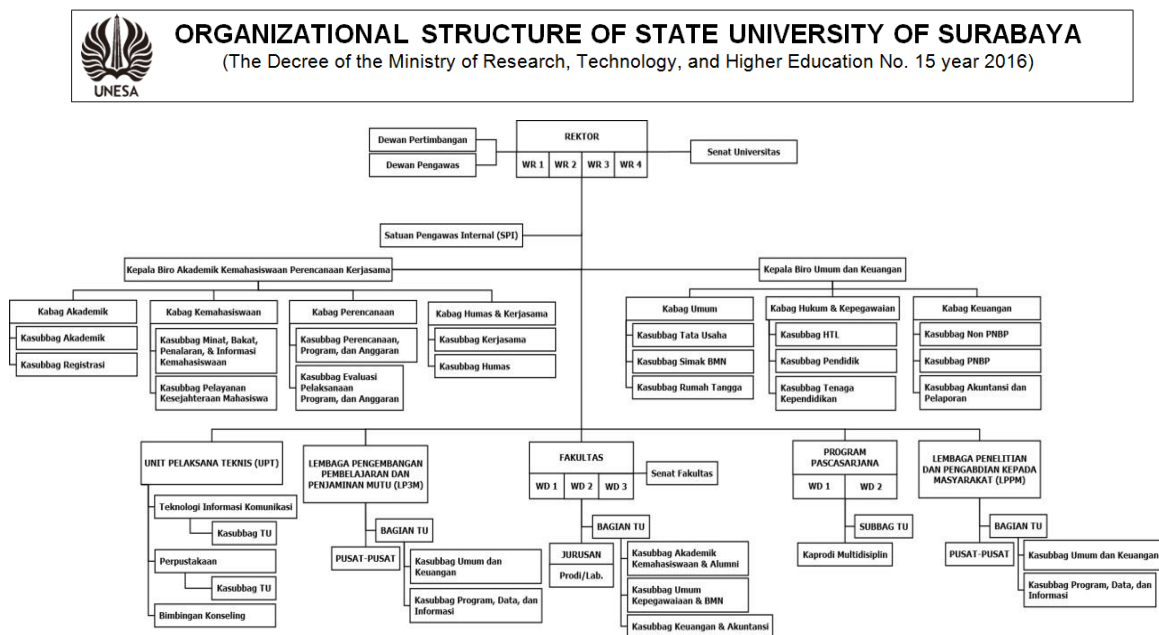 UNESA
ORGANIZATIONAL STRUCTURE OF STATE UNIVERSITY OF SURABAYA
(The Decree of the Ministry of Research, Technology, and Higher Education No. 15 year 2016)
REKTOR
WR 1 WR 2 WR 3 WR 4
Dewan Pertimbangan
Dewan Pengawas
Senat Universitas
Satuan Pengawas Internal (SPI)
Kepala Biro Akademik Kemahasiswaan Perencanaan Kerjasama
Kepala Biro Umum dan Keuangan
Kabag Akademik
Kasubbag Akademik
Kasubbag Registrasi
Kabag Kemahasiswaan
Kasubbag Minat, Bakat,
Penalaran, & Informasi
Kemahasiswaan
Kasubbag Pelayanan
Kesejahteraan Mahasiswa
Kabag Perencanaan
Kasubbag Perencanaan,
Program, dan Anggaran
Kasubbag Evaluasi
Pelaksanaan
Program, dan Anggaran
Kabag Humas & Kerjasama
Kasubbag Kerjasama
Kasubbag Humas
Kabag Umum
Kasubbag Tata Usaha
Kasubbag Simak BMN
Kasubbag Rumah Tangga
Kabag Hukum & Kepegawaian
Kasubbag HTL
Kasubbag Pendidik
Kasubbag Tenaga
Kependidikan
Kabag Keuangan
Kasubbag Non PNBP
Kasubbag PNBP
Kasubbag Akuntansi dan
Pelaporan
UNIT PELAKSANA TEKNIS (UPT)
Teknologi Informasi Komunikasi
Kasubbag TU
Perpustakaan
Kasubbag TU
Bimbingan Konseling
LEMBAGA PENGEMBANGAN
PEMBELAJARAN DAN
PENJAMINAN MUTU (LP3M)
BAGIAN TU
PUSAT-PUSAT
Kasubbag Umum dan
Keuangan
Kasubbag Program, Data, dan
Informasi
FAKULTAS
WD 1 WD 2 WD 3
Senat Fakultas
BAGIAN TU
JURUSAN
Prodi/Lab.
Kasubbag Akademik
Kemahasiswaan & Alumni
Kasubbag Umum
Kepegawaiaan & BMN
Kasubbag Keuangan & Akuntansi
PROGRAM
PASCASARJANA
WD 1 WD 2
SUBBAG TU
Kaprodi Multidisiplin
LEMBAGA PENELITIAN
DAN PENGABDIAN KEPADA
MASYARAKAT (LPPM)
BAGIAN TU
PUSAT-PUSAT
Kasubbag Umum dan Keuangan
Kasubbag Program, Data, dan
Informasi